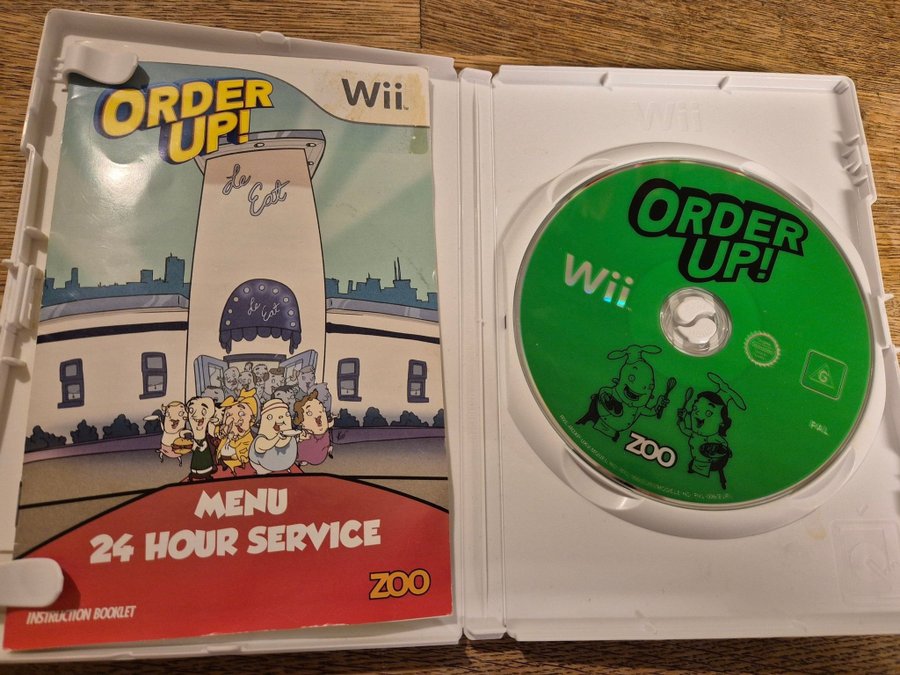 ORDER
UP!
Wii
Le
Eat
Le
Eat
MENU
24 HOUR SERVICE
ZOO
INSTRUCTION BOOKLET
Wii
ORDER
UP!
Wii
G
PAL
ZOO